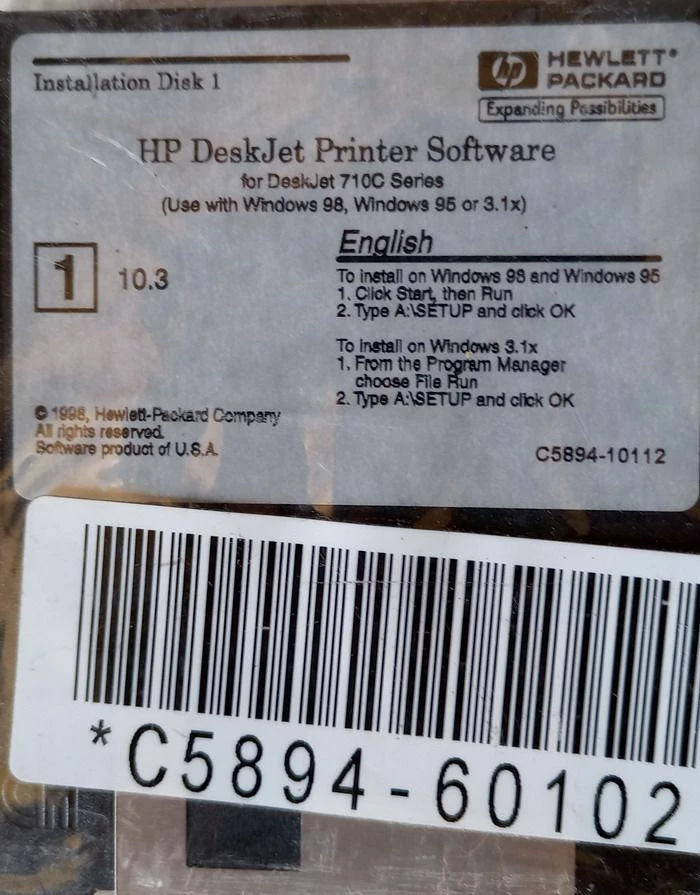 Installation Disk 1
hp HEWLETT®
PACKARD
Expanding Possibilities
HP DeskJet Printer Software
for DeskJet 710C Series
(Use with Windows 98, Windows 95 or 3.1x)
1 10.3
English
To install on Windows 98 and Windows 95
1. Click Start, then Run
2. Type A:\SETUP and click OK
To install on Windows 3.1x
1. From the Program Manager
choose File Run
2. Type A:\SETUP and click OK
© 1998, Hewlett-Packard Company
All rights reserved.
Software product of U.S.A.
C5894-10112
*C5894-60102